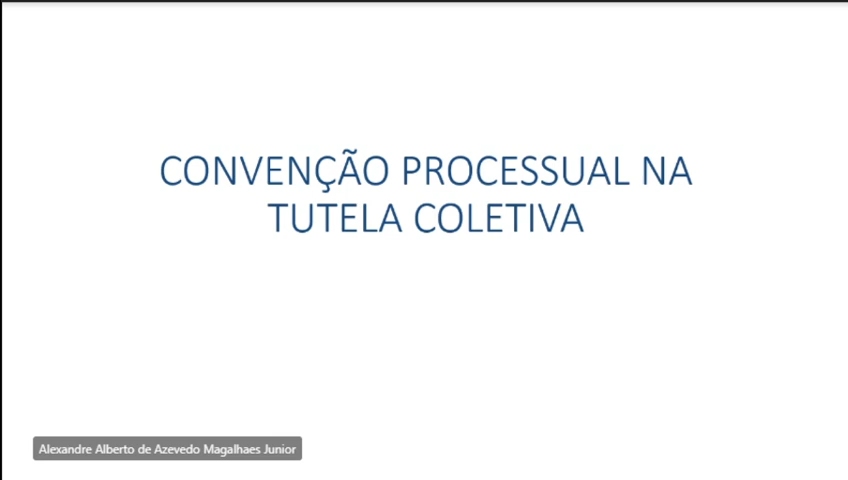 CONVENÇÃO PROCESSUAL NA
TUTELA COLETIVA
Alexandre Alberto de Azevedo Magalhaes Junior